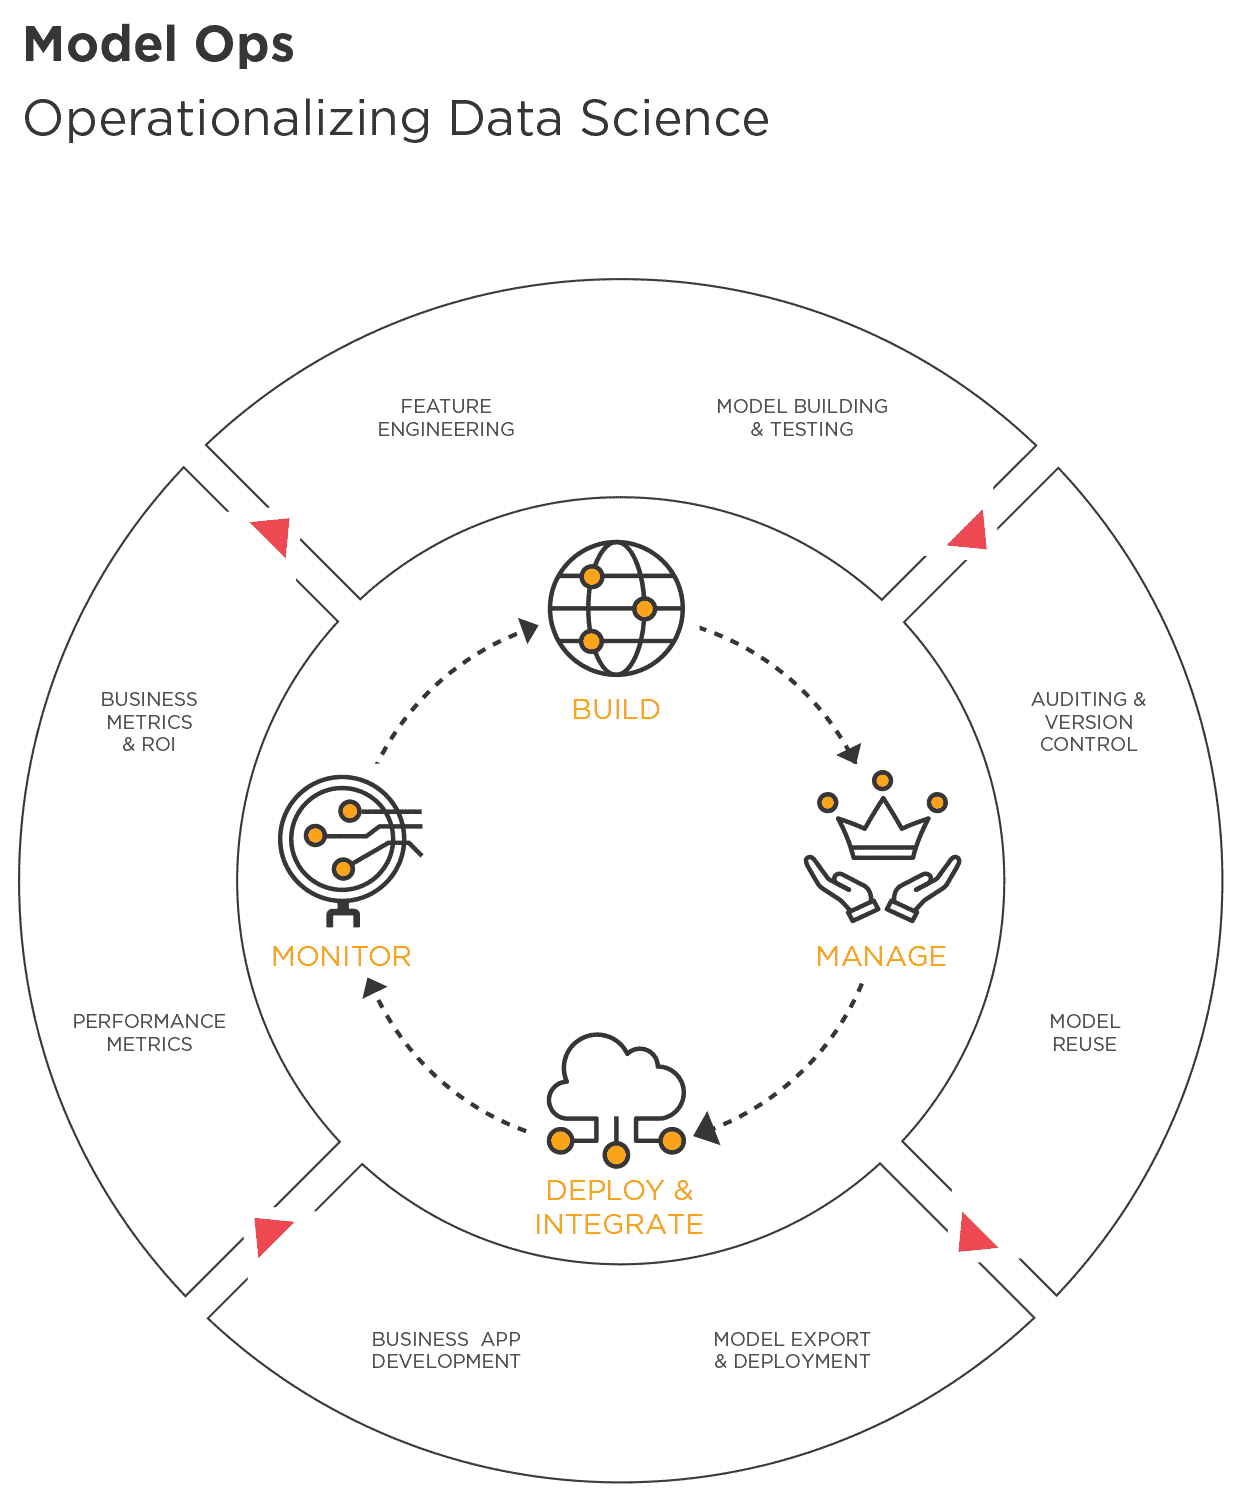 Model Ops
Operationalizing Data Science
FEATURE
ENGINEERING
MODEL BUILDING
& TESTING
BUILD
BUSINESS
METRICS
& ROI
AUDITING &
VERSION
CONTROL
MONITOR
MANAGE
PERFORMANCE
METRICS
MODEL
REUSE
DEPLOY &
INTEGRATE
BUSINESS APP
DEVELOPMENT
MODEL EXPORT
& DEPLOYMENT